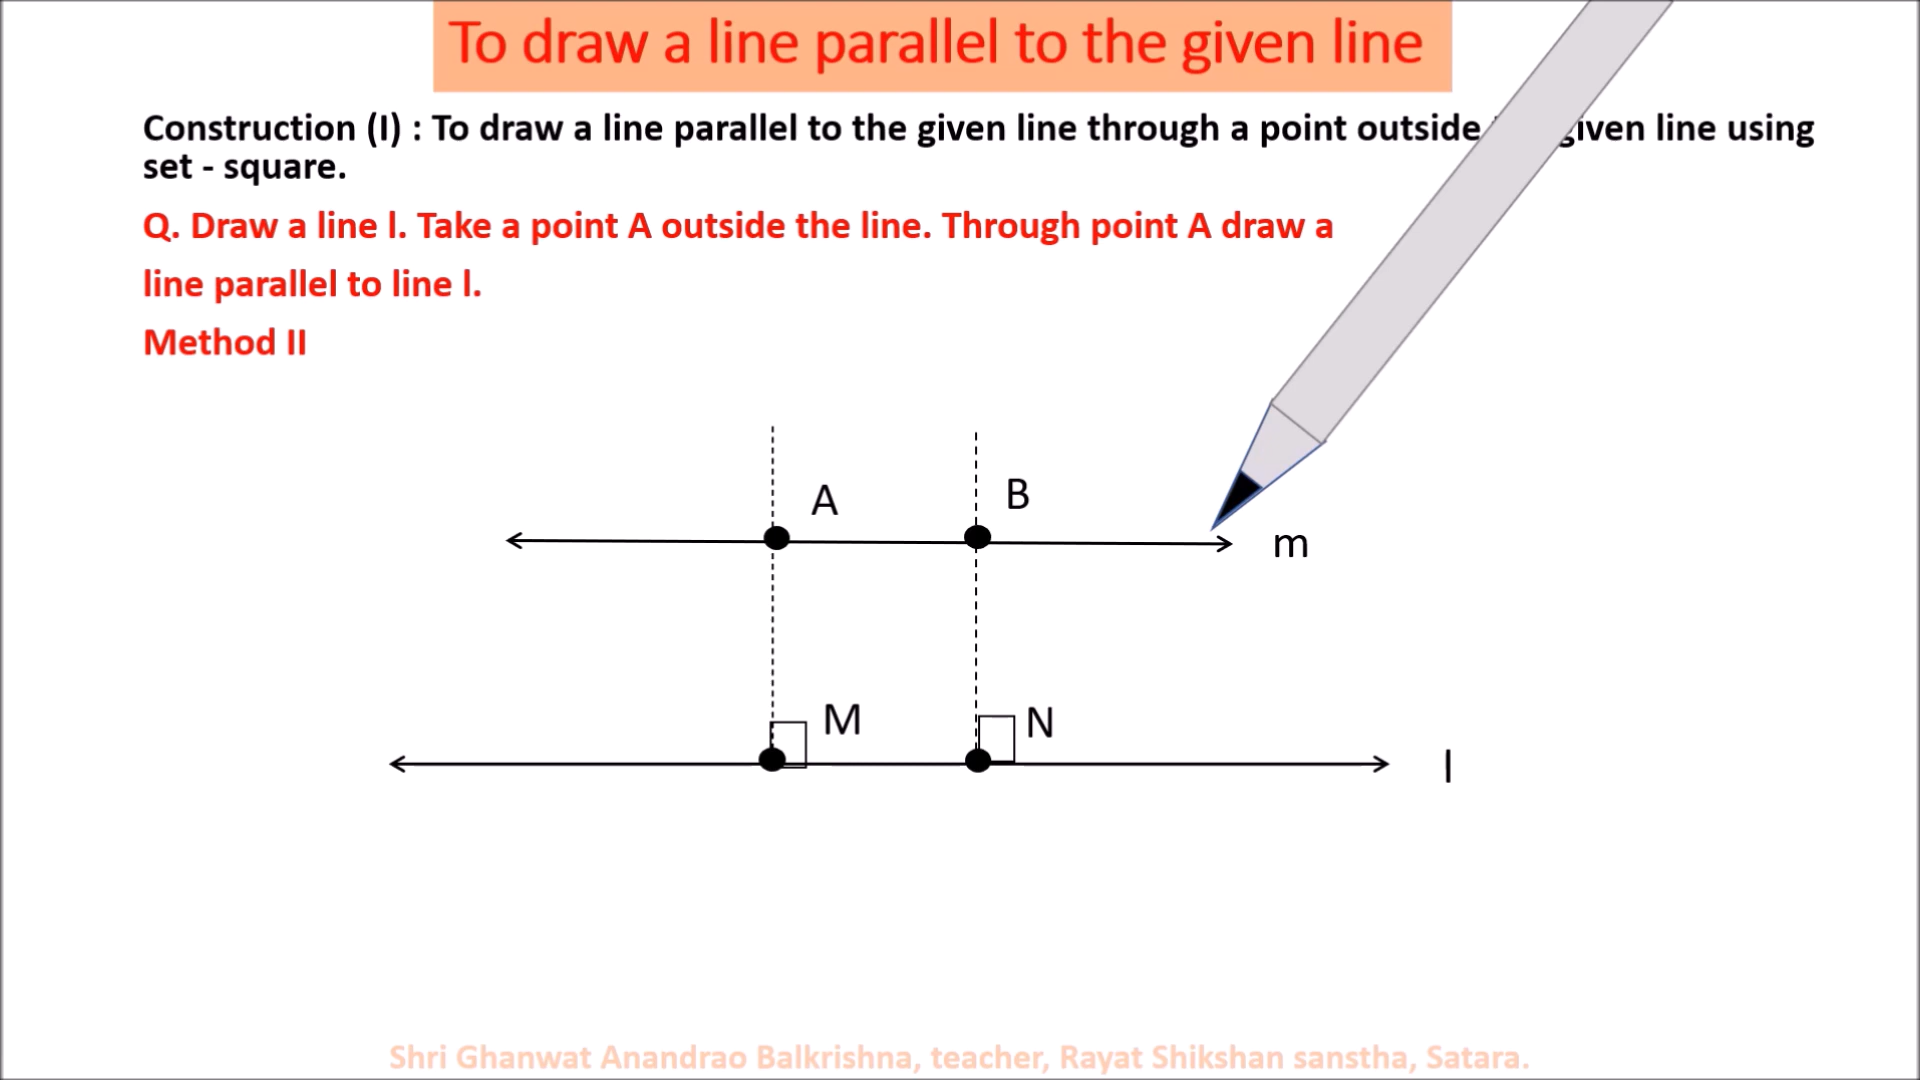 To draw a line parallel to the given line
Construction (I) : To draw a line parallel to the given line through a point outside given line using
set - square.
Q. Draw a line l. Take a point A outside the line. Through point A draw a
line parallel to line l.
Method II
A
B
m
M
N
l
Shri Ghanwat Anandrao Balkrishna, teacher, Rayat Shikshan sanstha, Satara.